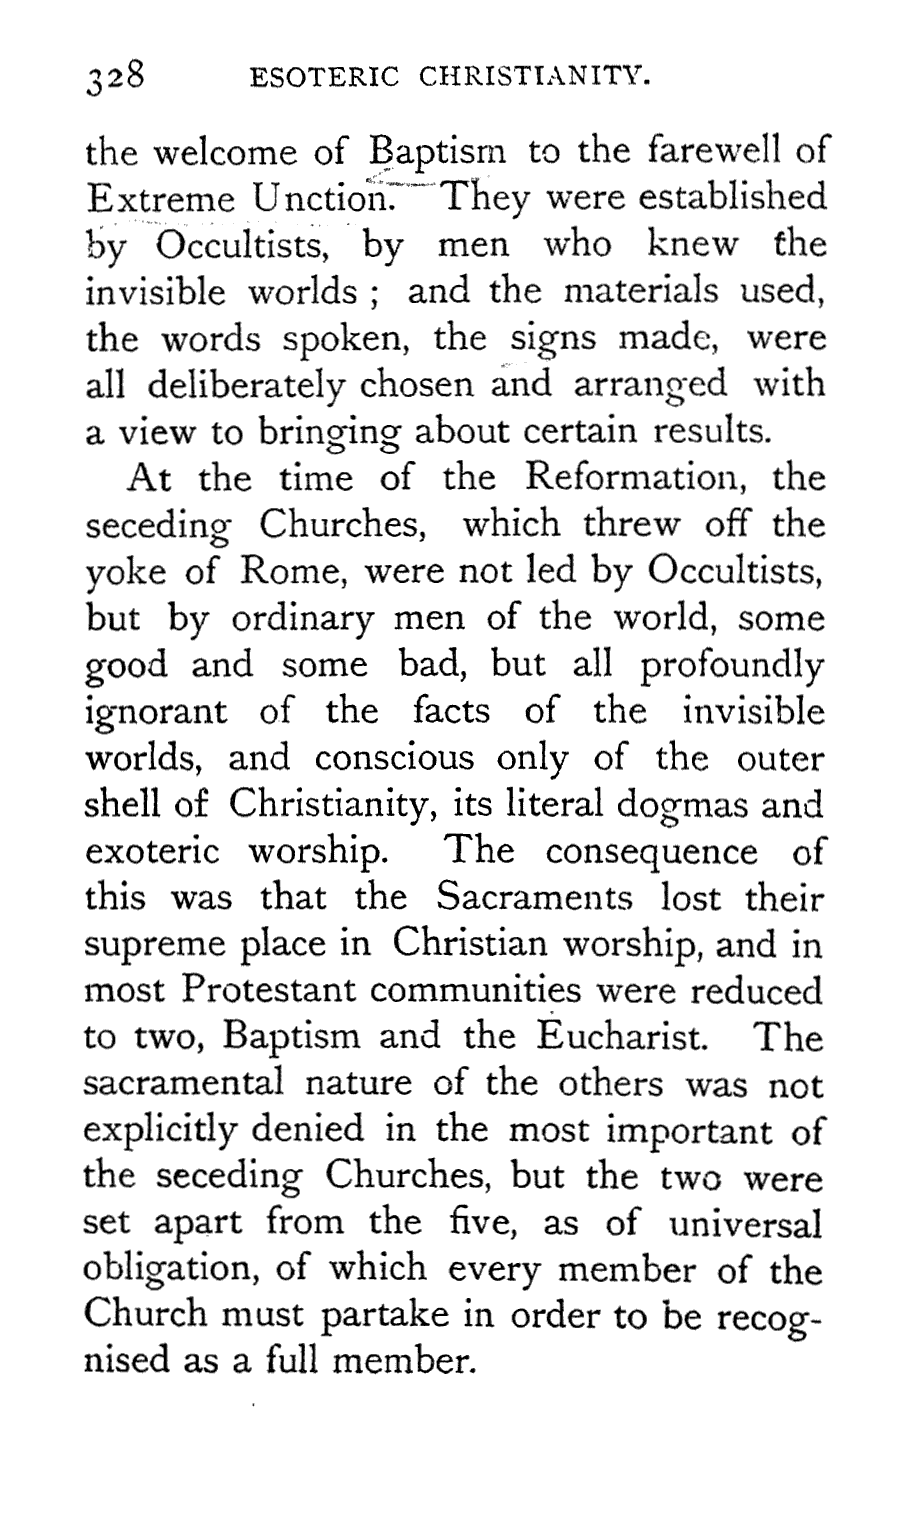 328 ESOTERIC CHRISTIANITY.
the welcome of Baptism to the farewell of
Extreme Unction. They were established
by Occultists, by men who knew the
invisible worlds ; and the materials used,
the words spoken, the signs made, were
all deliberately chosen and arranged with
a view to bringing about certain results.
At the time of the Reformation, the
seceding Churches, which threw off the
yoke of Rome, were not led by Occultists,
but by ordinary men of the world, some
good and some bad, but all profoundly
ignorant of the facts of the invisible
worlds, and conscious only of the outer
shell of Christianity, its literal dogmas and
exoteric worship. The consequence of
this was that the Sacraments lost their
supreme place in Christian worship, and in
most Protestant communities were reduced
to two, Baptism and the Eucharist. The
sacramental nature of the others was not
explicitly denied in the most important of
the seceding Churches, but the two were
set apart from the five, as of universal
obligation, of which every member of the
Church must partake in order to be recog-
nised as a full member.